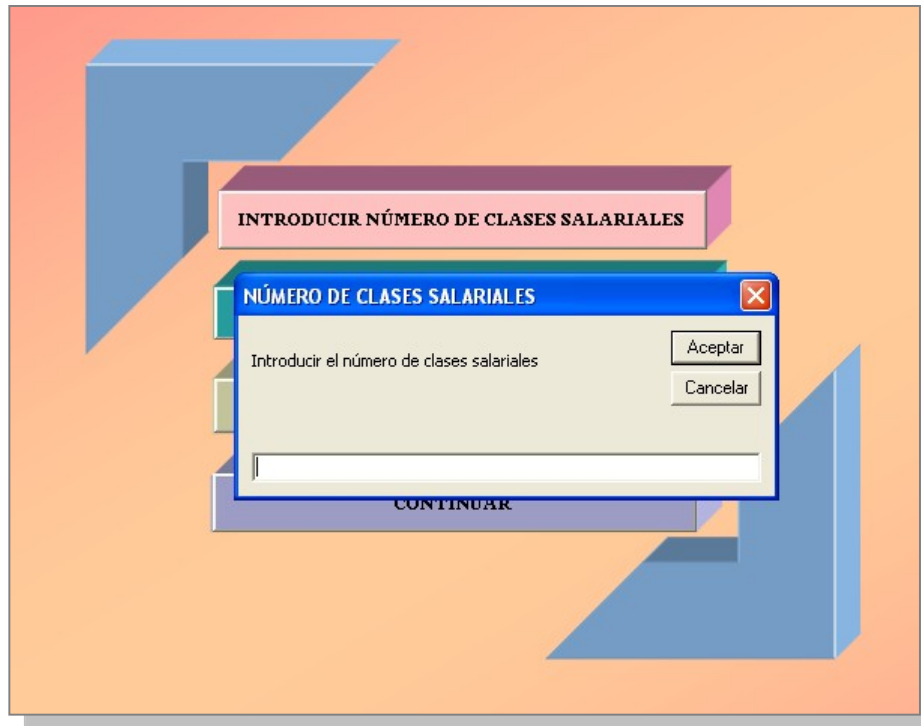 INTRODUCIR NÚMERO DE CLASES SALARIALES
NÚMERO DE CLASES SALARIALES
Introducir el número de clases salariales
Aceptar
Cancelar
CONTINUAR